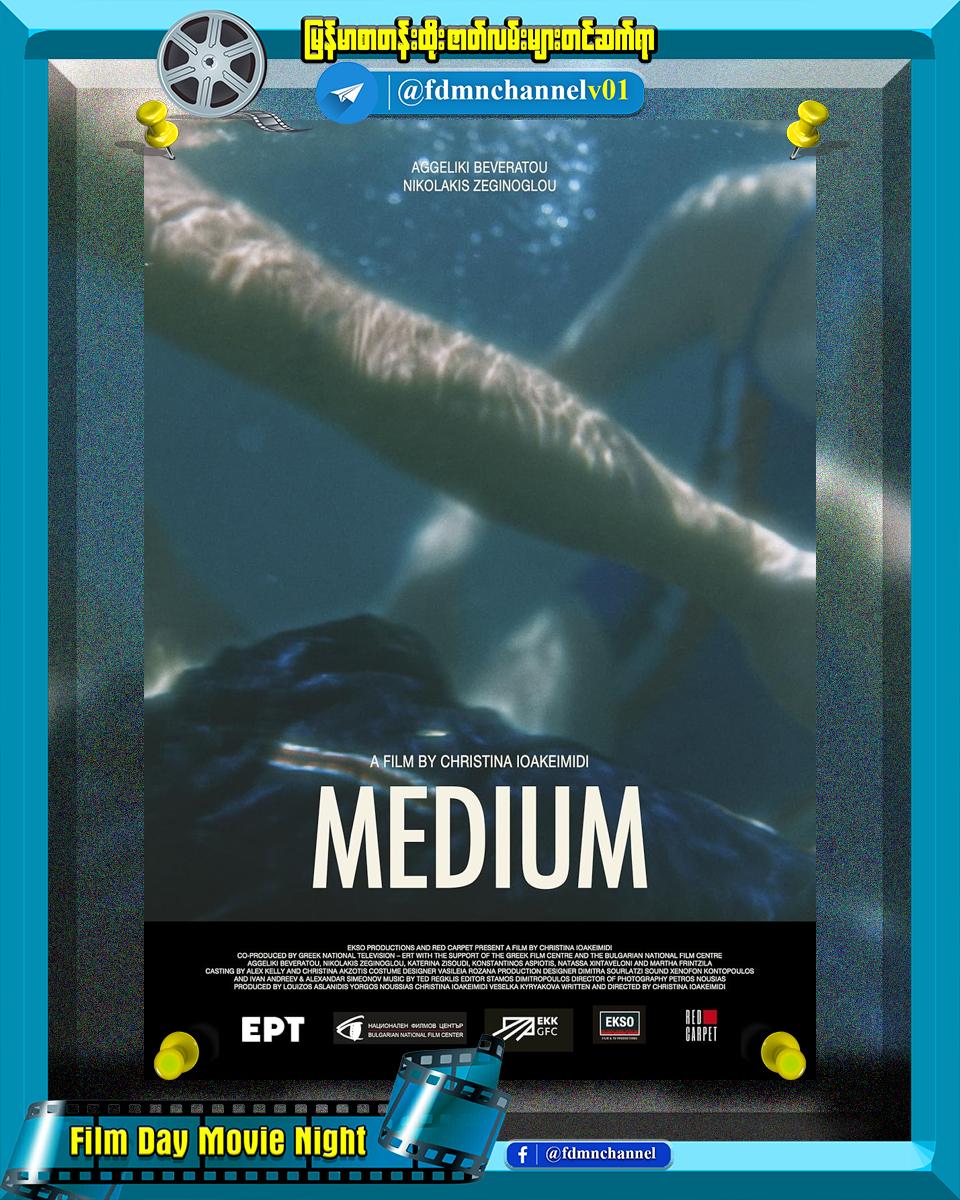 မြန်မာစာတန်းထိုးဇာတ်လမ်းများတင်ဆက်ရာ
@fdmnchannelv01
AGGELIKI BEVERATOU
NIKOLAKIS ZEGINOGLOU
A FILM BY CHRISTINA IOAKEIMIDI
MEDIUM
EKSO PRODUCTIONS AND RED CARPET PRESENT A FILM BY CHRISTINA IOAKEIMIDI
CO-PRODUCED BY GREEK NATIONAL TELEVISION – ERT WITH THE SUPPORT OF THE GREEK FILM CENTRE AND THE BULGARIAN NATIONAL FILM CENTRE
AGGELIKI BEVERATOU, NIKOLAKIS ZEGINOGLOU, KATERINA ZISOUDI, KONSTANTINOS ASPIOTIS, NATASSA XINTAVELONI AND MARTHA FRINTZILA
CASTING BY ALEX KELLY AND CHRISTINA AKZOTIS COSTUME DESIGNER VASILEIA ROZANA PRODUCTION DESIGNER DIMITRA SOURLATZI SOUND XENOFON KONTOPOULOS
AND IVAN ANDREEV & ALEXANDAR SIMEONOV MUSIC BY TED REGKLIS EDITOR STAMOS DIMITROPOULOS DIRECTOR OF PHOTOGRAPHY PETROS NOUSIAS
PRODUCED BY LOUIZOS ASLANIDIS YORGOS NOUSSIAS CHRISTINA IOAKEIMIDI VESELKA KYRYAKOVA WRITTEN AND DIRECTED BY CHRISTINA IOAKEIMIDI
ЕРТ
НАЦИОНАЛЕН ФИЛМОВ ЦЕНТЪР
BULGARIAN NATIONAL FILM CENTER
EKK
GFC
EKSO
FILM & TV PRODUCTIONS
RED
CARPET
Film Day Movie Night
@fdmnchannel